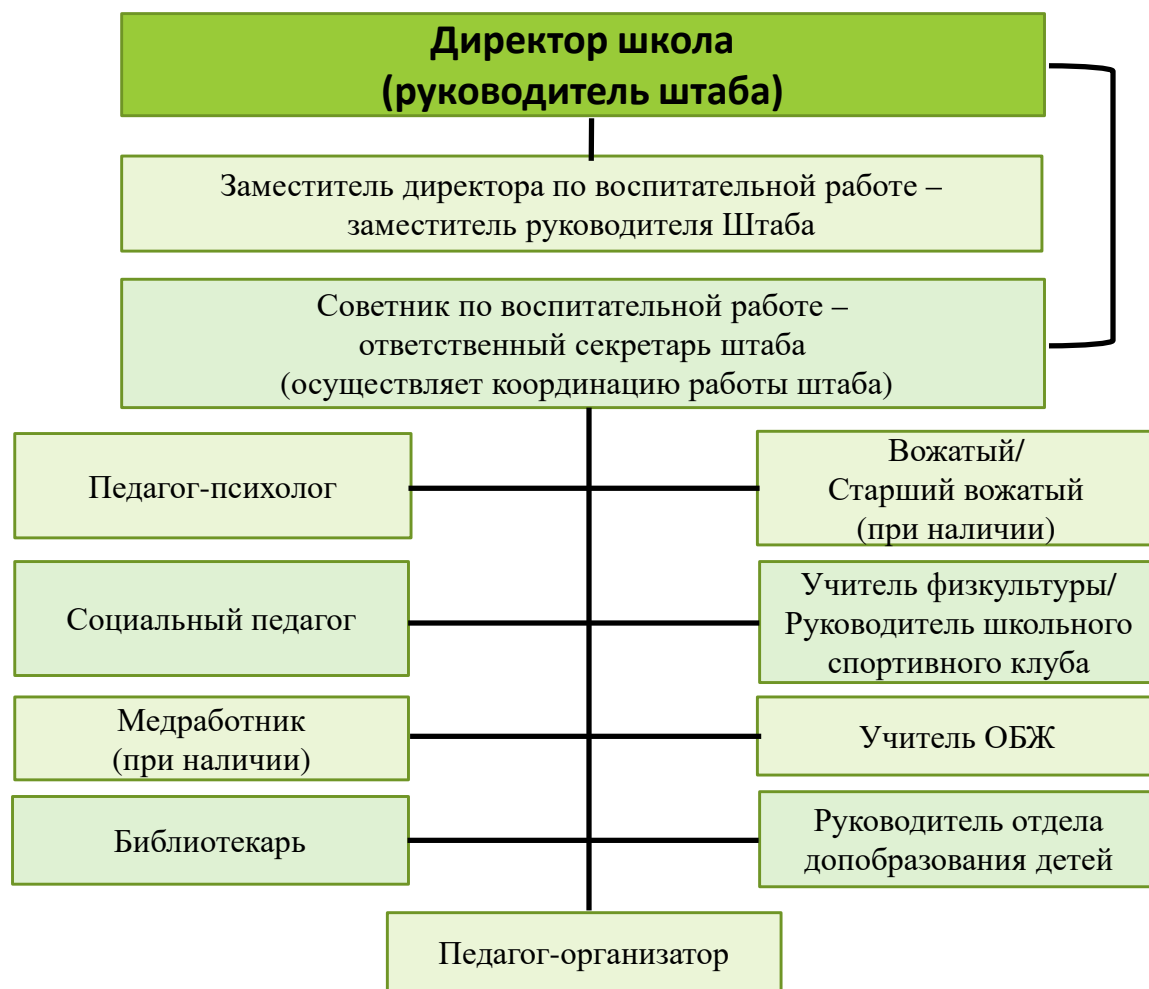 Директор школа
(руководитель штаба)
Заместитель директора по воспитательной работе –
заместитель руководителя Штаба
Советник по воспитательной работе –
ответственный секретарь штаба
(осуществляет координацию работы штаба)
Педагог-психолог
Вожатый/
Старший вожатый
(при наличии)
Социальный педагог
Учитель физкультуры/
Руководитель школьного
спортивного клуба
Медработник
(при наличии)
Учитель ОБЖ
Библиотекарь
Руководитель отдела
допобразования детей
Педагог-организатор